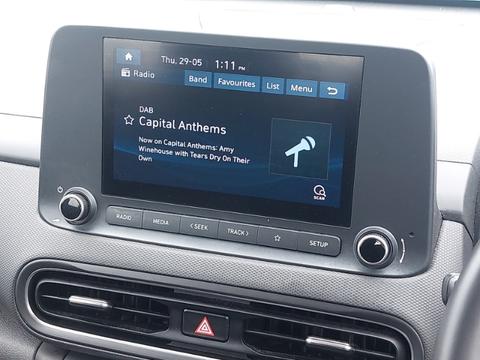 Thu, 29-05 1:11 PM
Radio Band Favourites List Menu
DAB
Capital Anthems
Now on Capital Anthems: Amy
Winehouse with Tears Dry On Their
Own
SCAN
RADIO MEDIA < SEEK TRACK > SETUP